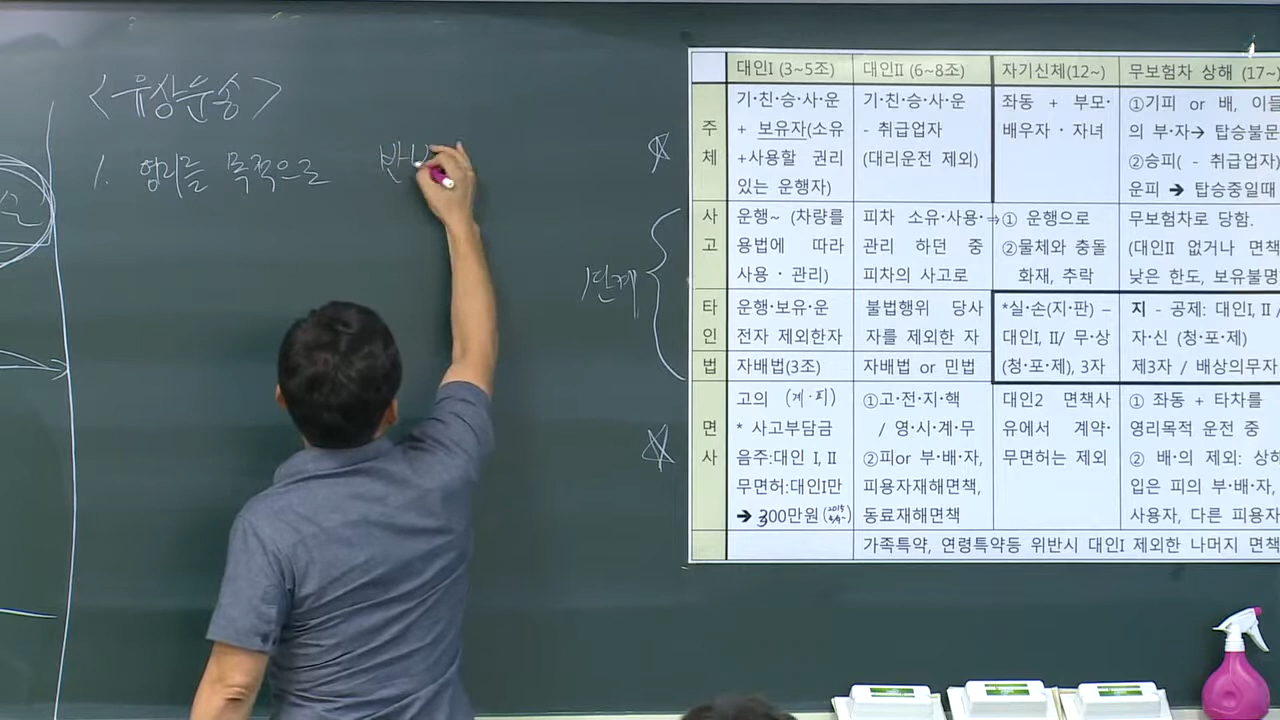 <유상운송>
1. 영리를 목적으로 반보
1단계
대인I (3~5조) 대인II (6~8조) 자기신체(12~) 무보험차 상해 (17~)
주체
기·친·승·사·운
+ 보유자(소유
+사용할 권리
있는 운행자)
기·친·승·사·운
- 취급업자
(대리운전 제외)
좌동 + 부모·
배우자 · 자녀
①기피 or 배, 이들
의 부·자→ 탑승불문
②승피( - 취급업자)
운피 ➔ 탑승중일때
사고
운행~ (차량를
용법에 따라
사용 · 관리)
피차 소유·사용·
관리 하던 중
피차의 사고로
⇒① 운행으로
②물체와 충돌
화재, 추락
무보험차로 당함.
(대인II 없거나 면책
낮은 한도, 보유불명
타인
운행·보유·운
전자 제외한자
불법행위 당사
자를 제외한 자
*실·손(지·판) –
대인I, II/ 무·상
(청·포·제), 3자
지 - 공제: 대인I, II /
자·신 (청·포·제)
제3자 / 배상의무자
법
자배법(3조)
자배법 or 민법
면사
고의 (계·피)
* 사고부담금
음주:대인 I, II
무면허:대인I만
➔ 300만원(2015
①고·전·지·핵
/ 영·시·계·무
②피or 부·배·자,
피용자재해면책,
동료재해면책
대인2 면책사
유에서 계약·
무면허는 제외
① 좌동 + 타차를
영리목적 운전 중
② 배·의 제외: 상해
입은 피의 부·배·자,
사용자, 다른 피용자
가족특약, 연령특약등 위반시 대인I 제외한 나머지 면책